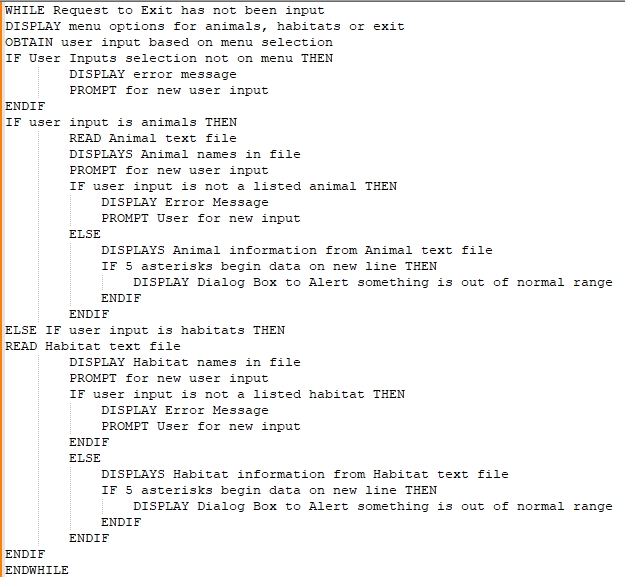 WHILE Request to Exit has not been input
DISPLAY menu options for animals, habitats or exit
OBTAIN user input based on menu selection
IF User Inputs selection not on menu THEN
DISPLAY error message
PROMPT for new user input
ENDIF
IF user input is animals THEN
READ Animal text file
DISPLAYS Animal names in file
PROMPT for new user input
IF user input is not a listed animal THEN
DISPLAY Error Message
PROMPT User for new input
ELSE
DISPLAYS Animal information from Animal text file
IF 5 asterisks begin data on new line THEN
DISPLAY Dialog Box to Alert something is out of normal range
ENDIF
ENDIF
ELSE IF user input is habitats THEN
READ Habitat text file
DISPLAY Habitat names in file
PROMPT for new user input
IF user input is not a listed habitat THEN
DISPLAY Error Message
PROMPT User for new input
ENDIF
ELSE
DISPLAYS Habitat information from Habitat text file
IF 5 asterisks begin data on new line THEN
DISPLAY Dialog Box to Alert something is out of normal range
ENDIF
ENDIF
ENDIF
ENDWHILE